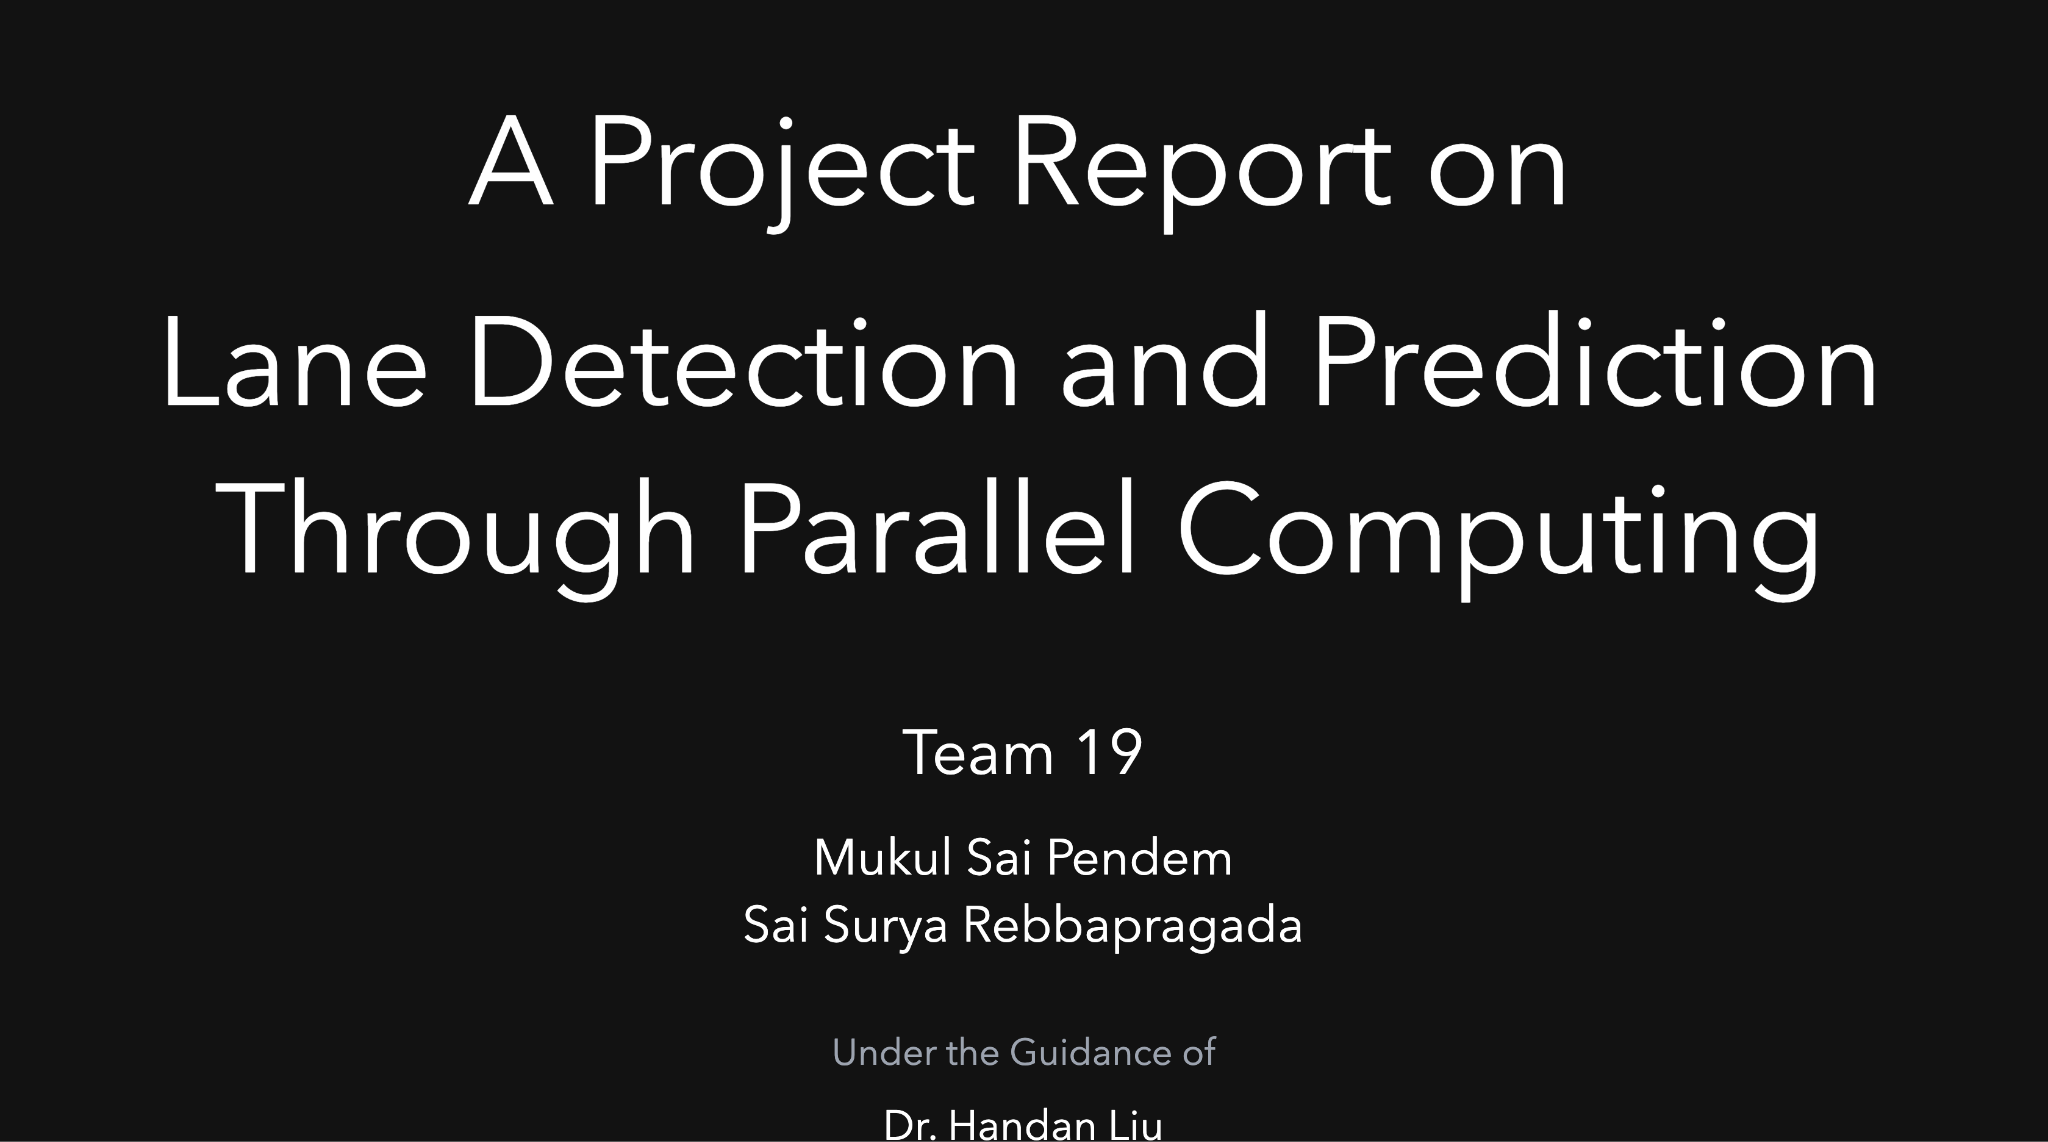 A Project Report on
Lane Detection and Prediction
Through Parallel Computing
Team 19
Mukul Sai Pendem
Sai Surya Rebbapragada
Under the Guidance of
Dr. Handan Liu